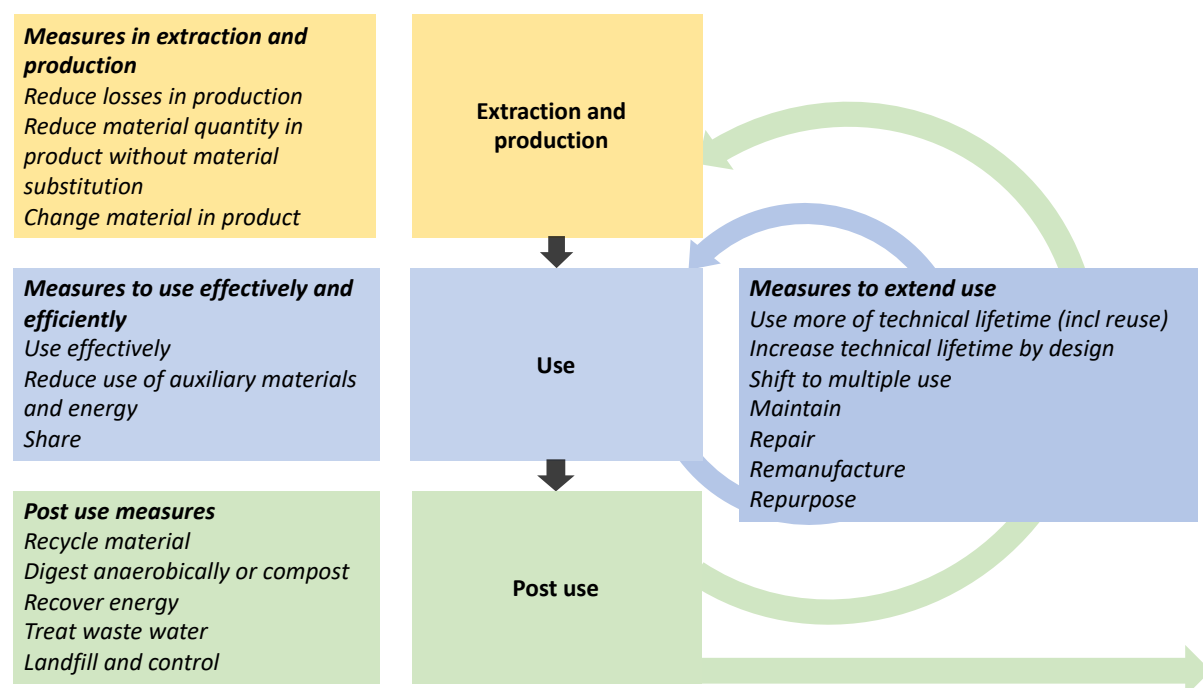 Measures in extraction and
production
Reduce losses in production
Reduce material quantity in
product without material
substitution
Change material in product
Extraction and
production
Measures to use effectively and
efficiently
Use effectively
Reduce use of auxiliary materials
and energy
Share
Use
Measures to extend use
Use more of technical lifetime (incl reuse)
Increase technical lifetime by design
Shift to multiple use
Maintain
Repair
Remanufacture
Repurpose
Post use measures
Recycle material
Digest anaerobically or compost
Recover energy
Treat waste water
Landfill and control
Post use